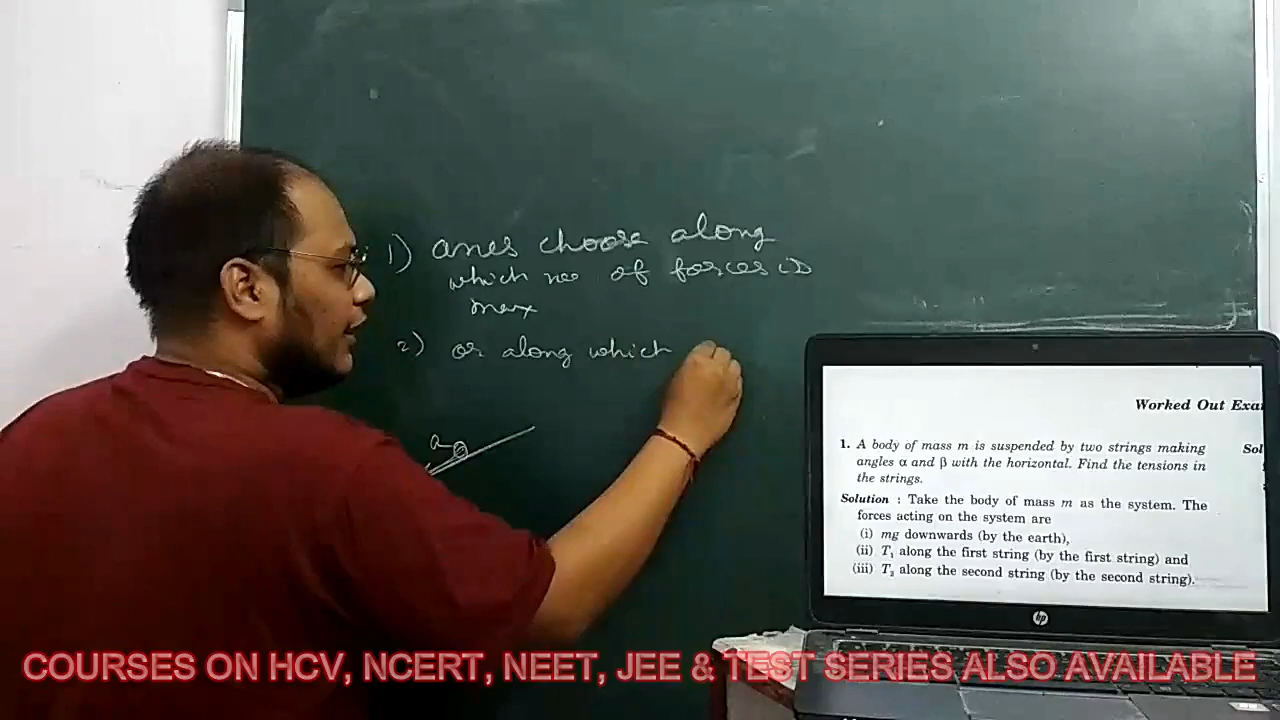 1) axes choose along
which no of forces is
max
2) or along which
a
Worked Out Exa
1. A body of mass m is suspended by two strings making
angles α and β with the horizontal. Find the tensions in
the strings.
Solution : Take the body of mass m as the system. The
forces acting on the system are
(i) mg downwards (by the earth),
(ii) T₁ along the first string (by the first string) and
(iii) T₂ along the second string (by the second string).
Sol
hp
COURSES ON HCV, NCERT, NEET, JEE & TEST SERIES ALSO AVAILABLE